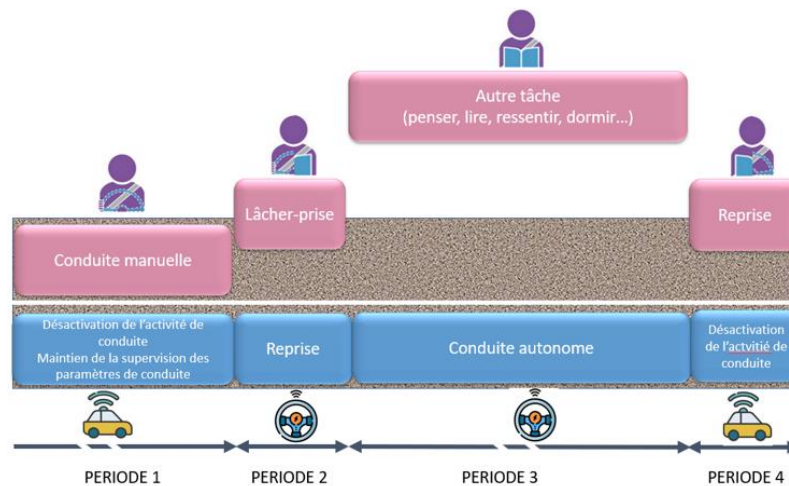 Autre tâche
(penser, lire, ressentir, dormir...)
Lâcher-prise
Reprise
Conduite manuelle
Désactivation de l'activité de
conduite
Maintien de la supervision des
paramètres de conduite
Reprise
Conduite autonome
Désactivation
de l'actvitié de
conduite
PERIODE 1
PERIODE 2
PERIODE 3
PERIODE 4